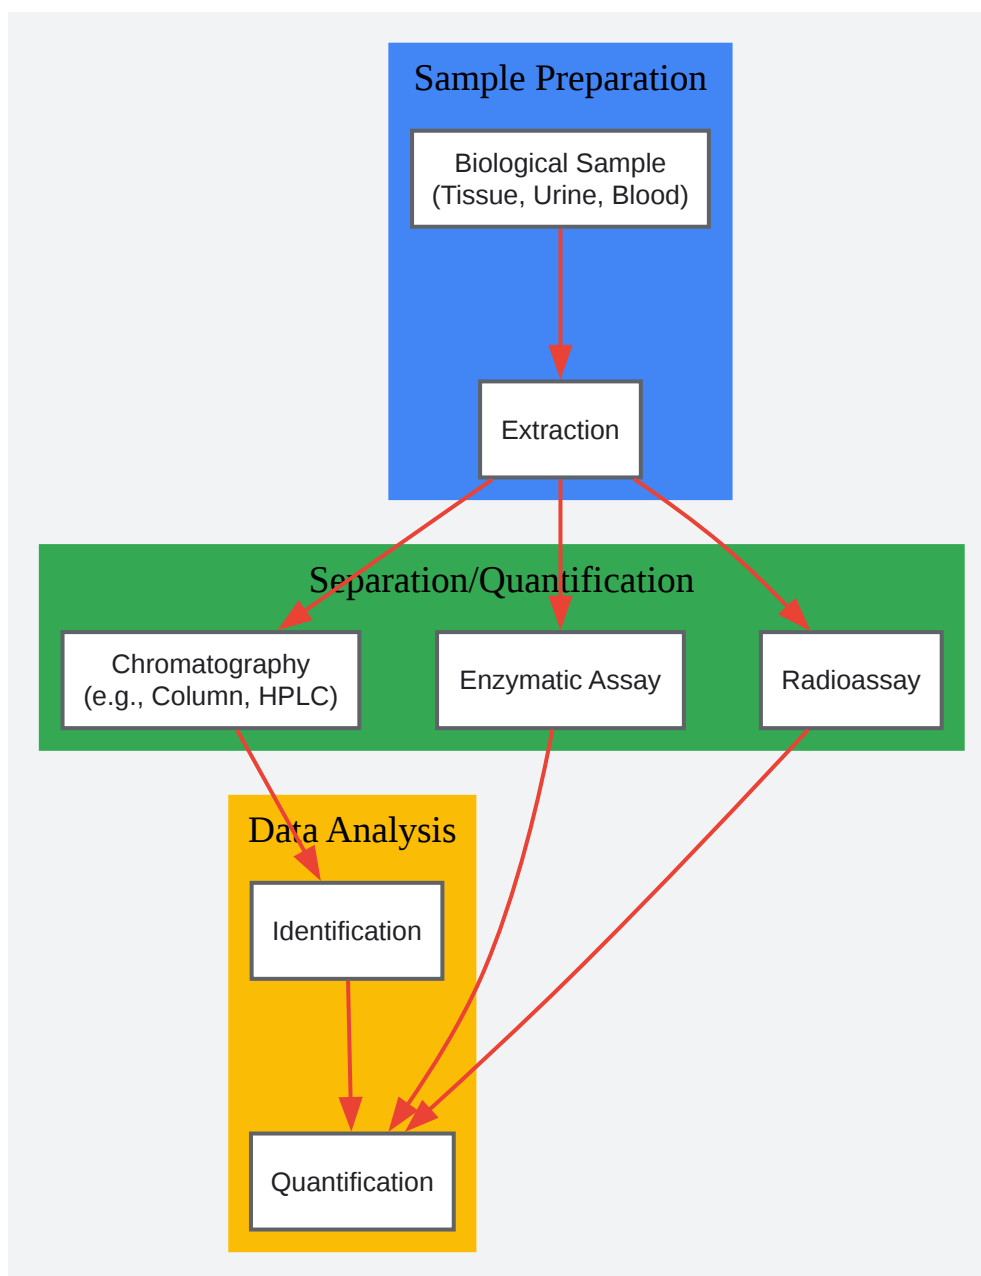 Sample Preparation
Biological Sample
(Tissue, Urine, Blood)
Extraction
Separation/Quantification
Chromatography
(e.g., Column, HPLC)
Enzymatic Assay
Radioassay
Data Analysis
Identification
Quantification